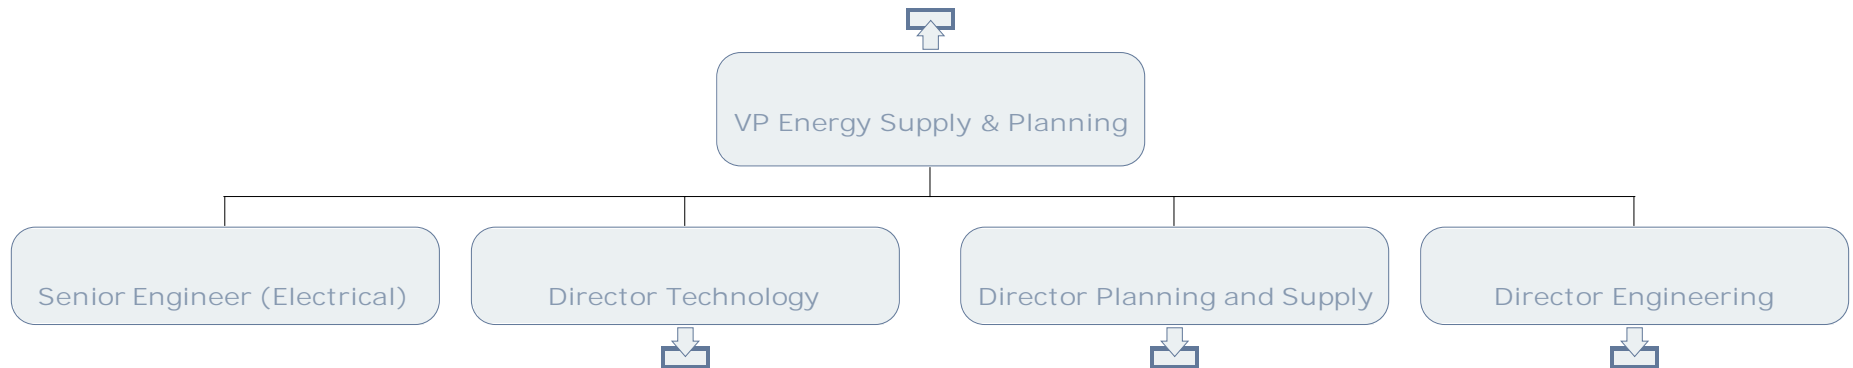 VP Energy Supply & Planning
Senior Engineer (Electrical)
Director Technology
Director Planning and Supply
Director Engineering